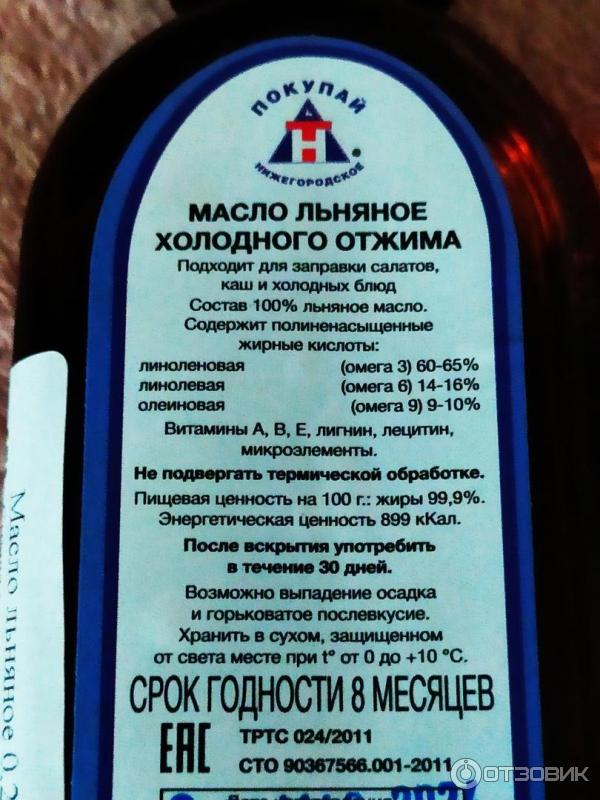 ПОКУПАЙ
Н
НИЖЕГОРОДСКОЕ
МАСЛО ЛЬНЯНОЕ
ХОЛОДНОГО ОТЖИМА
Подходит для заправки салатов,
каш и холодных блюд
Состав 100% льняное масло.
Содержит полиненасыщенные
жирные кислоты:
линоленовая (омега 3) 60-65%
линолевая (омега 6) 14-16%
олеиновая (омега 9) 9-10%
Витамины А, В, Е, лигнин, лецитин,
микроэлементы.
Не подвергать термической обработке.
Пищевая ценность на 100 г.: жиры 99,9%.
Энергетическая ценность 899 кКал.
После вскрытия употребить
в течение 30 дней.
Возможно выпадение осадка
и горьковатое послевкусие.
Хранить в сухом, защищенном
от света месте при t° от 0 до +10 °С.
СРОК ГОДНОСТИ 8 МЕСЯЦЕВ
ЕАС
ТРТС 024/2011
СТО 90367566.001-2011
Масло льняное 0,2
ОТЗОВИК